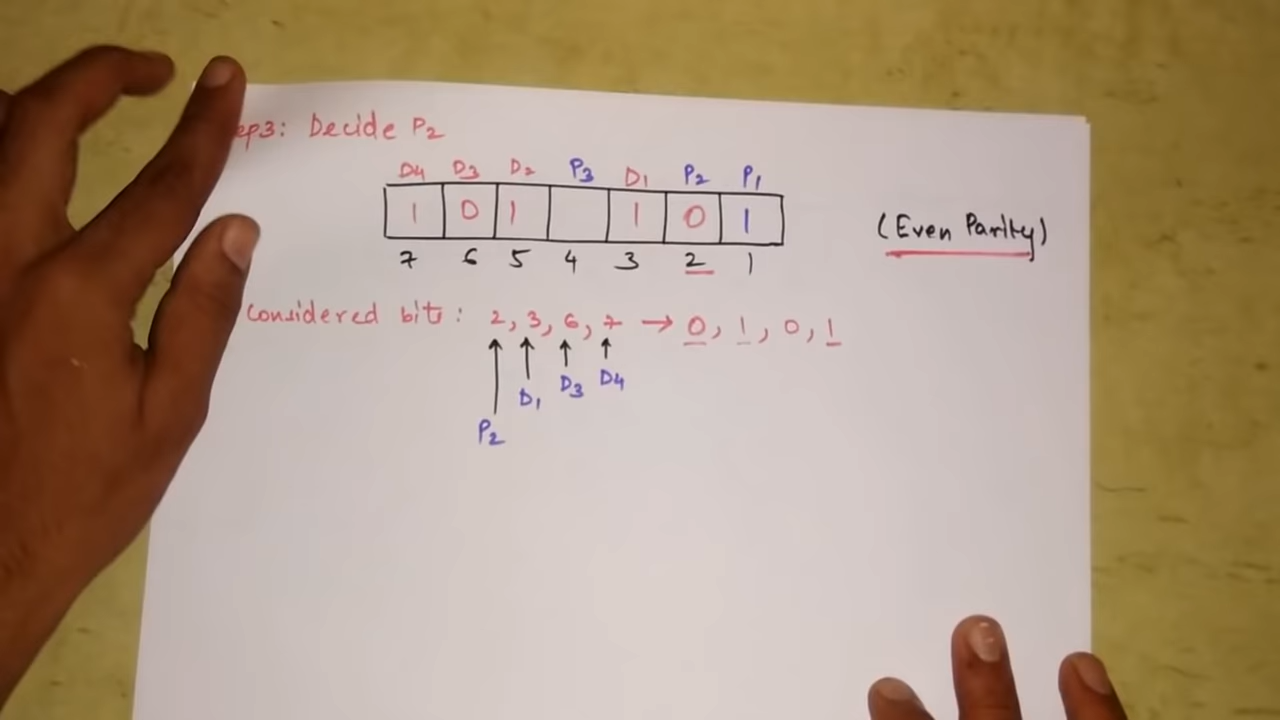 ep3: Decide P2
D4 D3 D2 P3 D1 P2 P1
1 0 1 1 0 1
(Even Parity)
7 6 5 4 3 2 1
Considered bit: 2, 3, 6, 7 → 0, 1, 0, 1
D1 D3 D4
P2